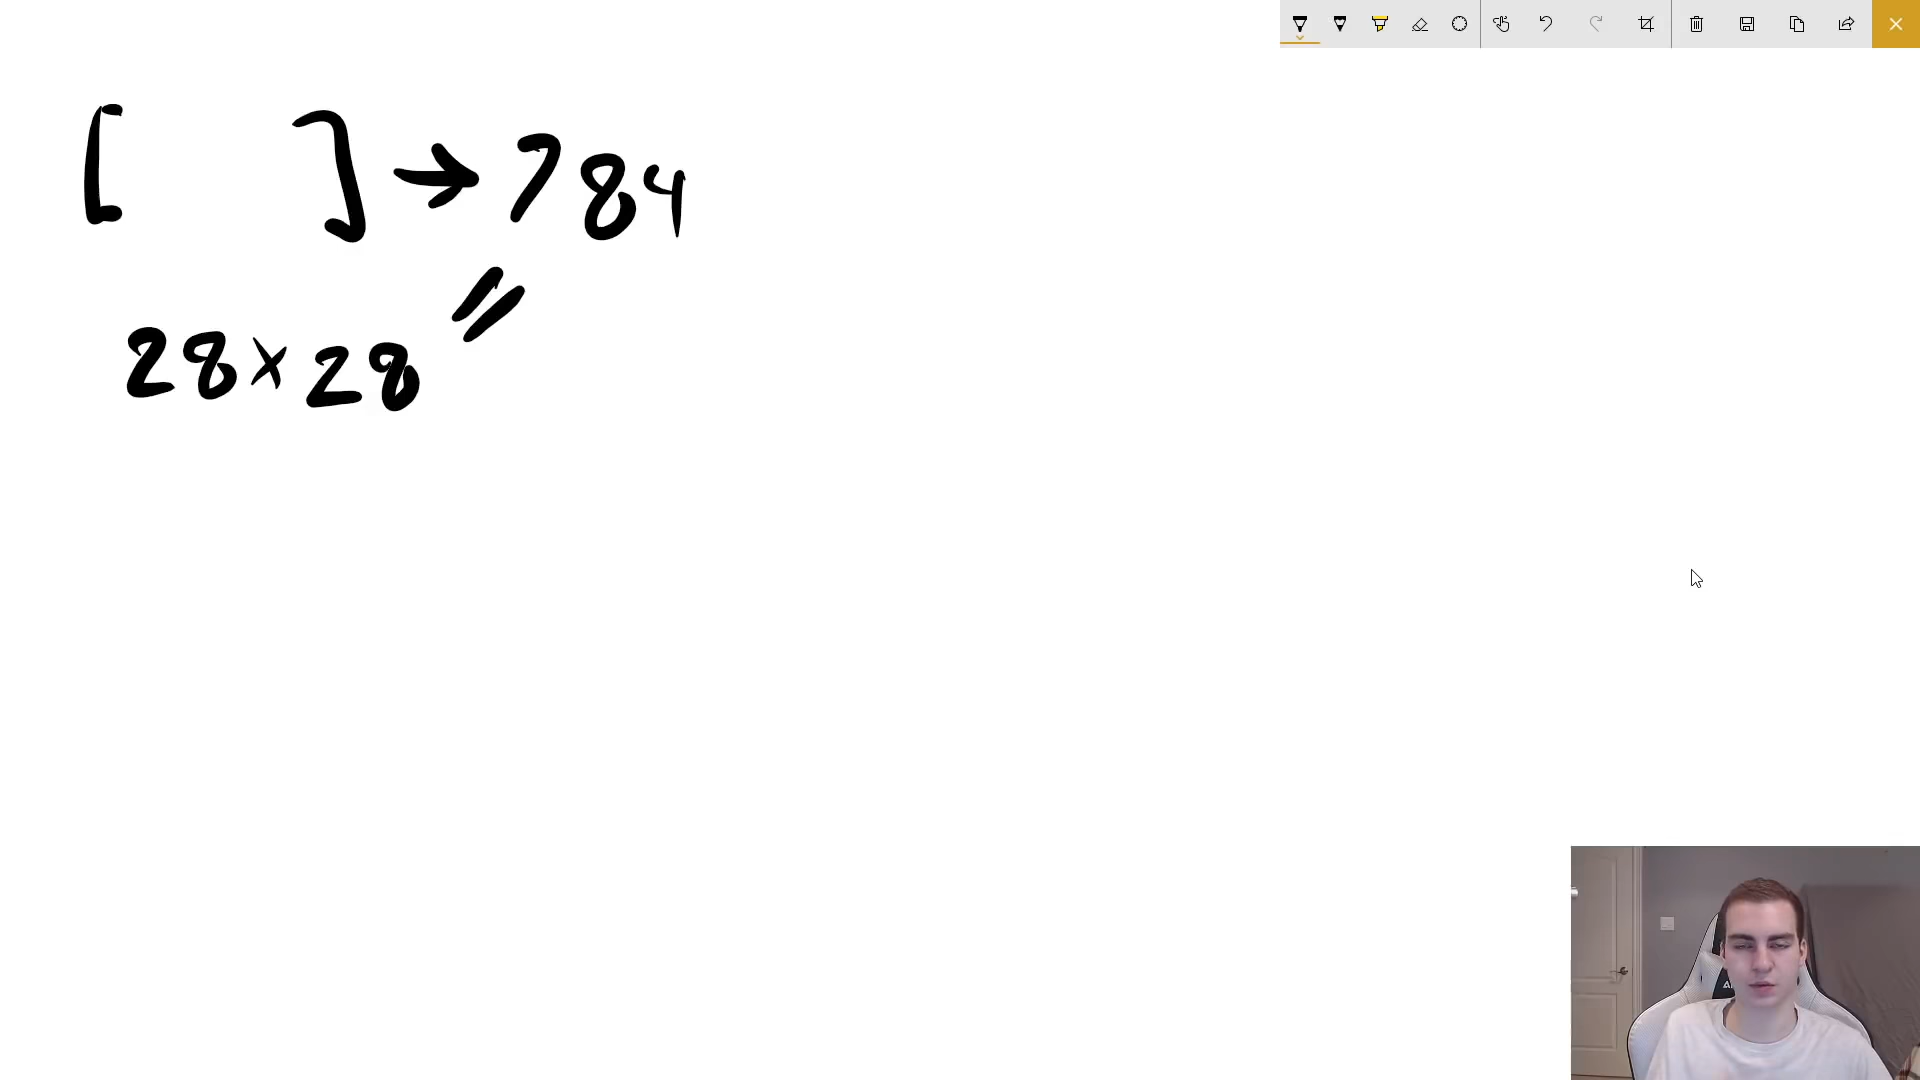 [ ] → 784
//
28×28